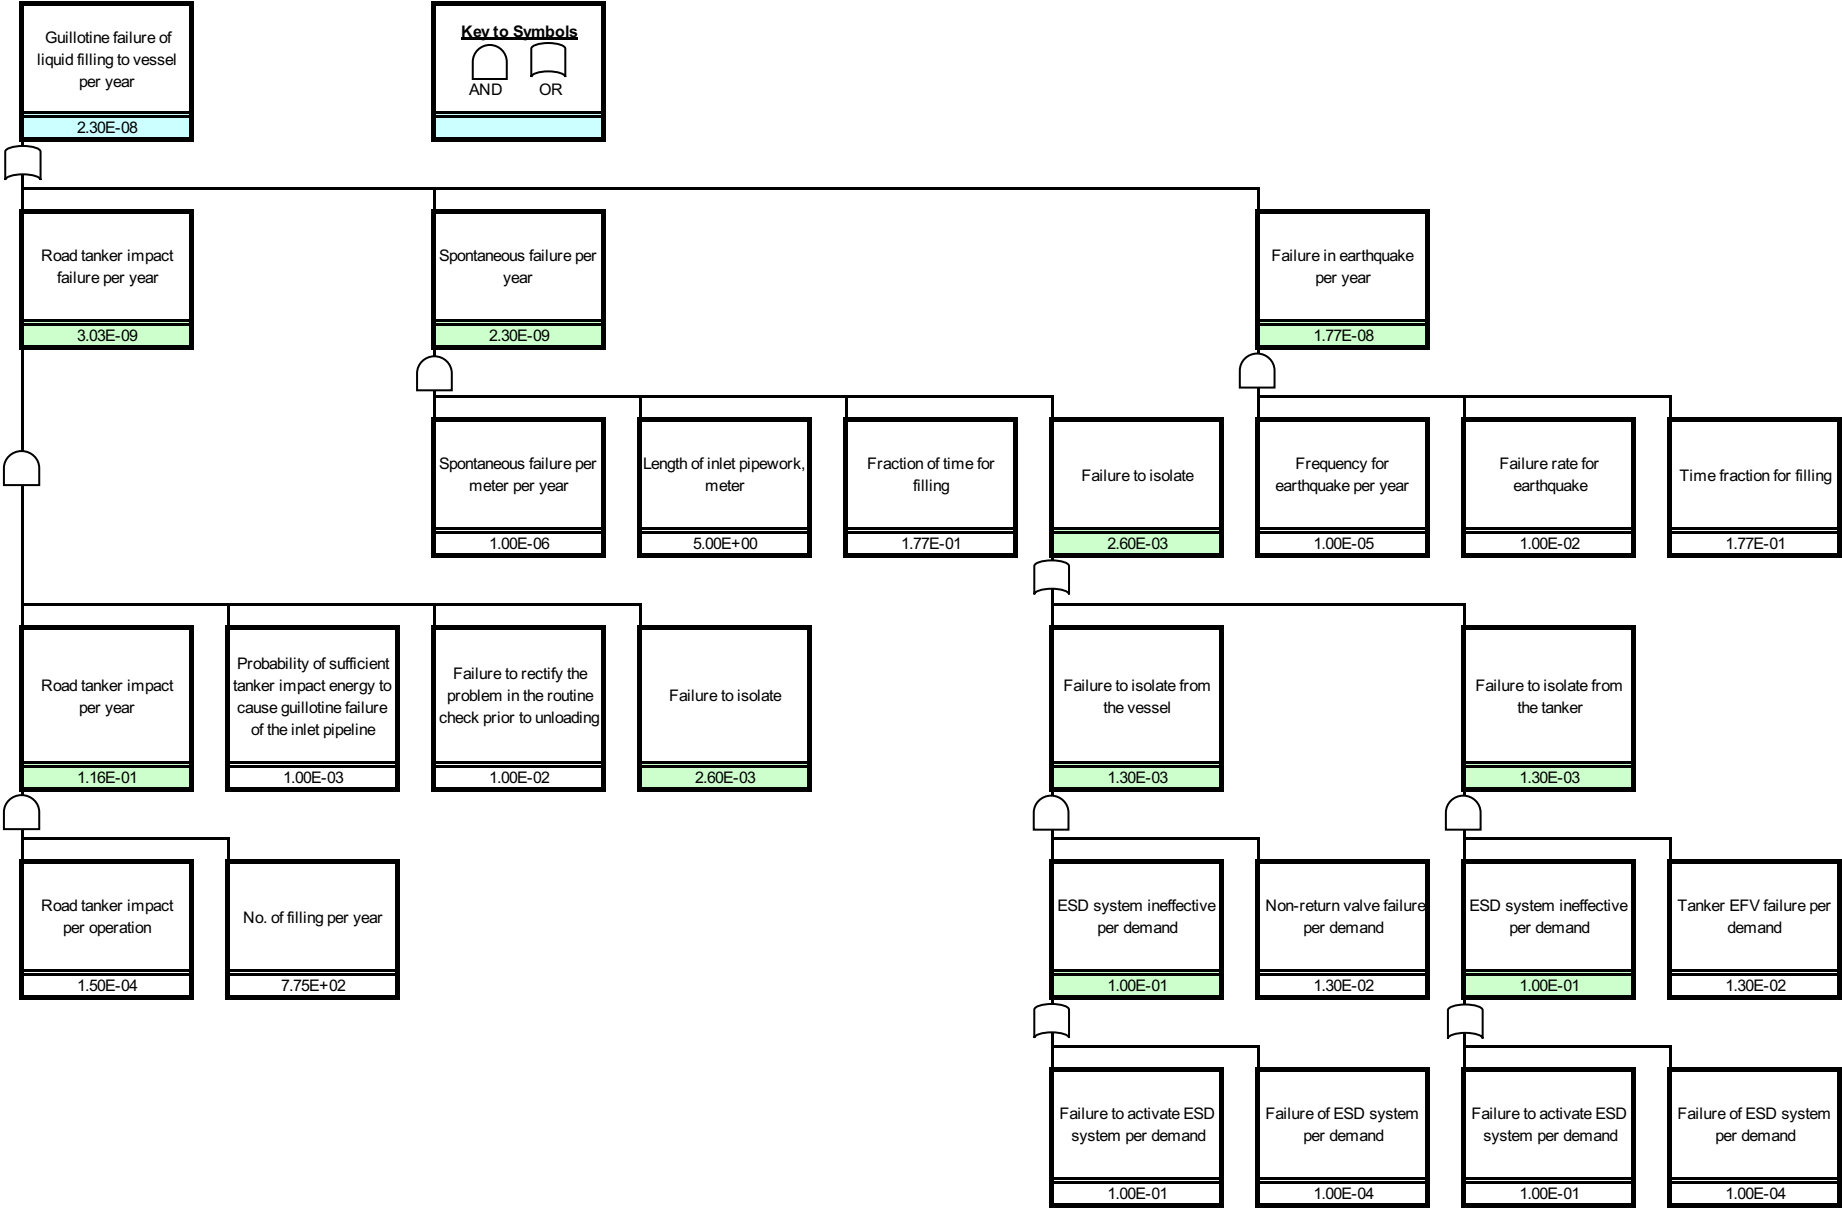 Guillotine failure of
liquid filling to vessel
per year
2.30E-08
Key to Symbols
AND OR
Road tanker impact
failure per year
3.03E-09
Spontaneous failure per
year
2.30E-09
Failure in earthquake
per year
1.77E-08
Spontaneous failure per
meter per year
1.00E-06
Length of inlet pipework,
meter
5.00E+00
Fraction of time for
filling
1.77E-01
Failure to isolate
2.60E-03
Frequency for
earthquake per year
1.00E-05
Failure rate for
earthquake
1.00E-02
Time fraction for filling
1.77E-01
Road tanker impact
per year
1.16E-01
Probability of sufficient
tanker impact energy to
cause guillotine failure
of the inlet pipeline
1.00E-03
Failure to rectify the
problem in the routine
check prior to unloading
1.00E-02
Failure to isolate
2.60E-03
Failure to isolate from
the vessel
1.30E-03
Failure to isolate from
the tanker
1.30E-03
Road tanker impact
per operation
1.50E-04
No. of filling per year
7.75E+02
ESD system ineffective
per demand
1.00E-01
Non-return valve failure
per demand
1.30E-02
ESD system ineffective
per demand
1.00E-01
Tanker EFV failure per
demand
1.30E-02
Failure to activate ESD
system per demand
1.00E-01
Failure of ESD system
per demand
1.00E-04
Failure to activate ESD
system per demand
1.00E-01
Failure of ESD system
per demand
1.00E-04